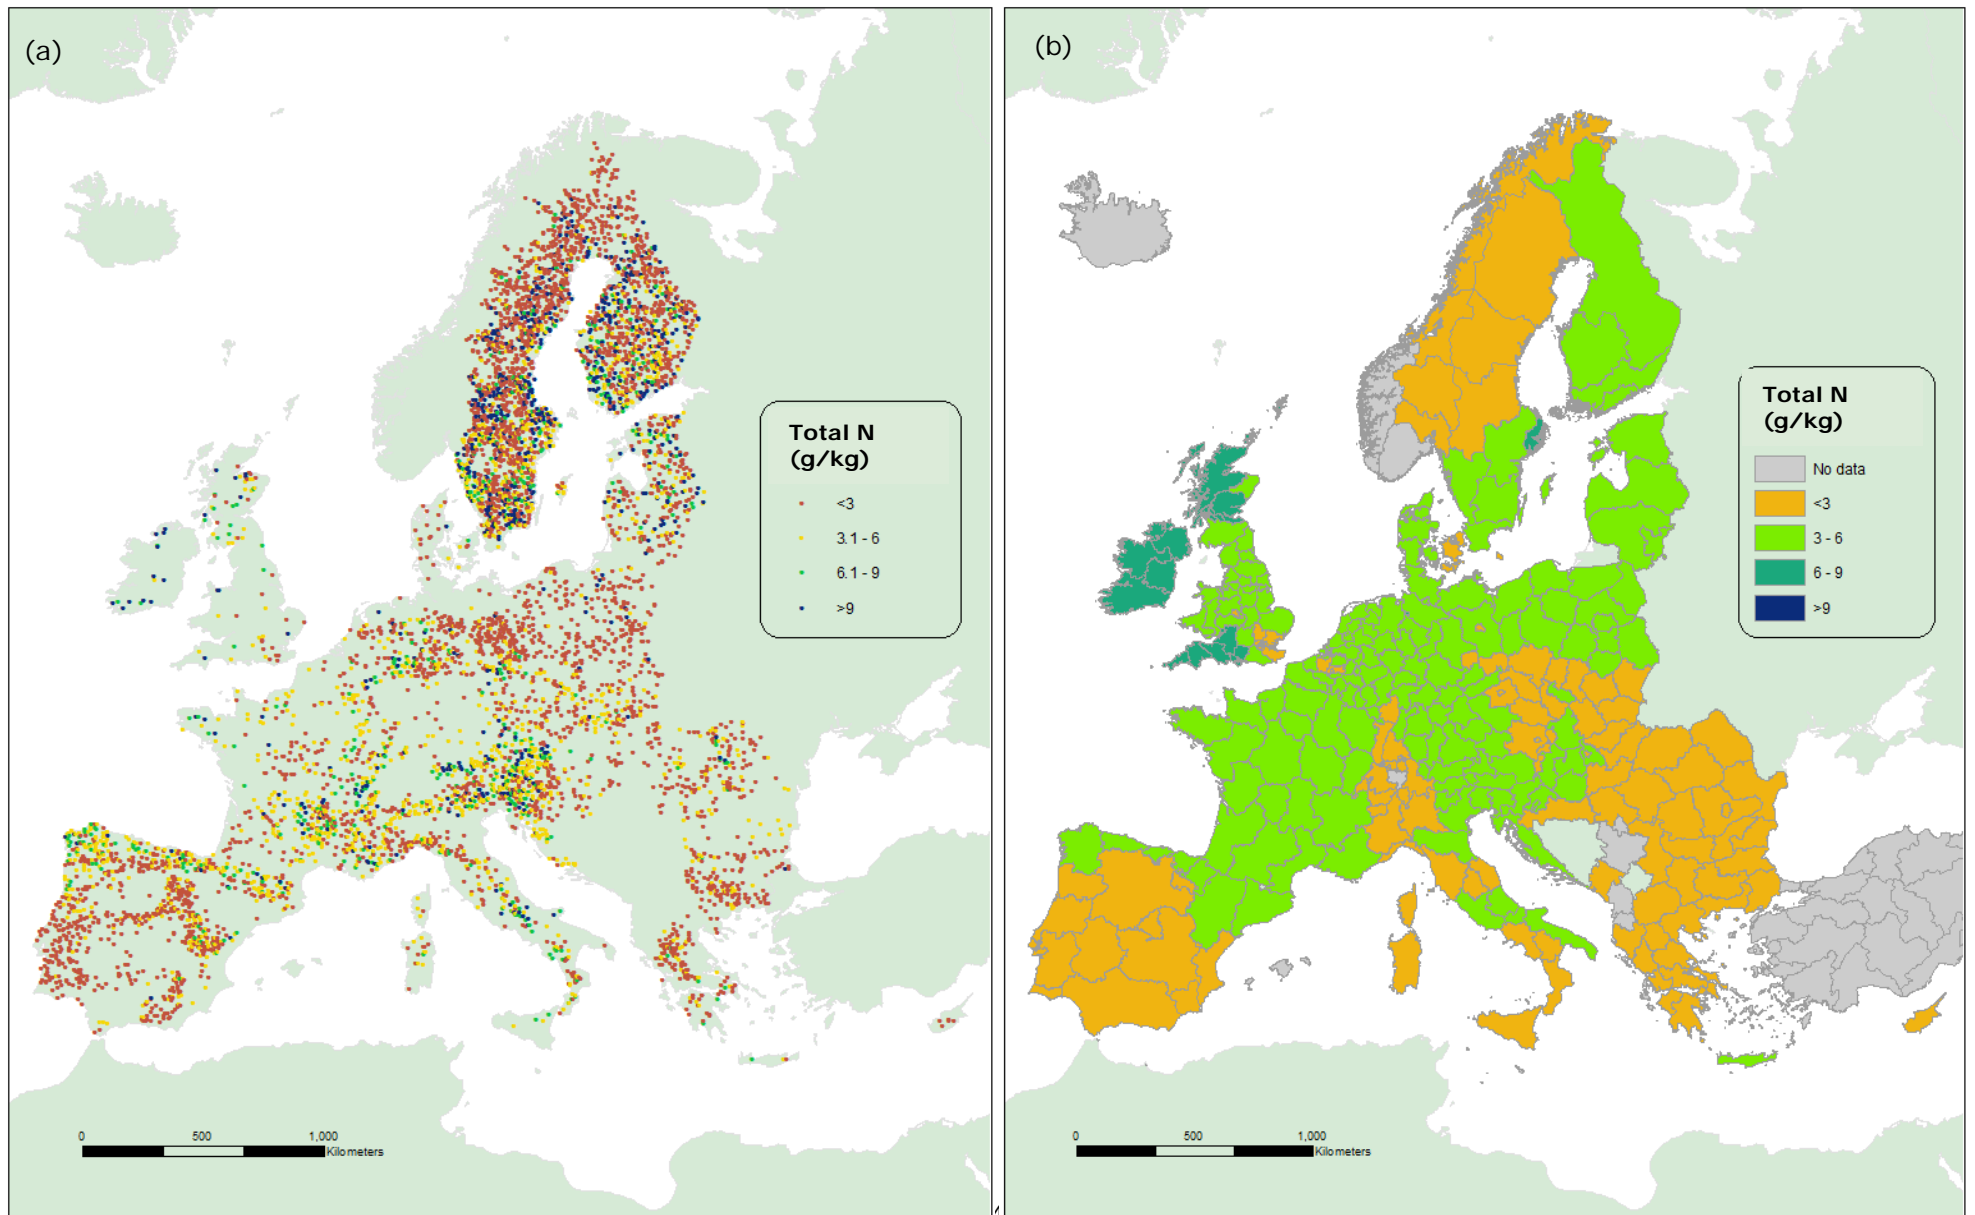 (a)
Total N
(g/kg)
<3
3.1 - 6
6.1 - 9
>9
0 500 1,000
Kilometers
(b)
Total N
(g/kg)
No data
<3
3 - 6
6 - 9
>9
0 500 1,000
Kilometers